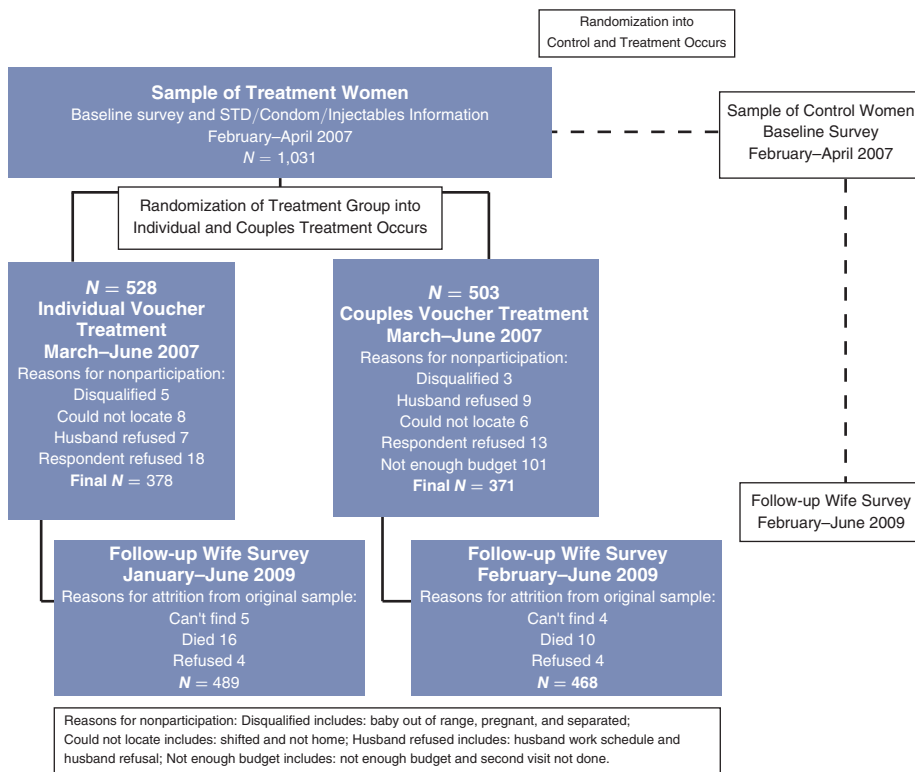 Randomization into
Control and Treatment Occurs
Sample of Treatment Women
Baseline survey and STD/Condom/Injectables Information
February–April 2007
N = 1,031
Sample of Control Women
Baseline Survey
February–April 2007
Randomization of Treatment Group into
Individual and Couples Treatment Occurs
N = 528
Individual Voucher
Treatment
March–June 2007
Reasons for nonparticipation:
Disqualified 5
Could not locate 8
Husband refused 7
Respondent refused 18
Final N = 378
N = 503
Couples Voucher Treatment
March–June 2007
Reasons for nonparticipation:
Disqualified 3
Husband refused 9
Could not locate 6
Respondent refused 13
Not enough budget 101
Final N = 371
Follow-up Wife Survey
February–June 2009
Follow-up Wife Survey
January–June 2009
Reasons for attrition from original sample:
Can't find 5
Died 16
Refused 4
N = 489
Follow-up Wife Survey
February–June 2009
Reasons for attrition from original sample:
Can't find 4
Died 10
Refused 4
N = 468
Reasons for nonparticipation: Disqualified includes: baby out of range, pregnant, and separated;
Could not locate includes: shifted and not home; Husband refused includes: husband work schedule and
husband refusal; Not enough budget includes: not enough budget and second visit not done.